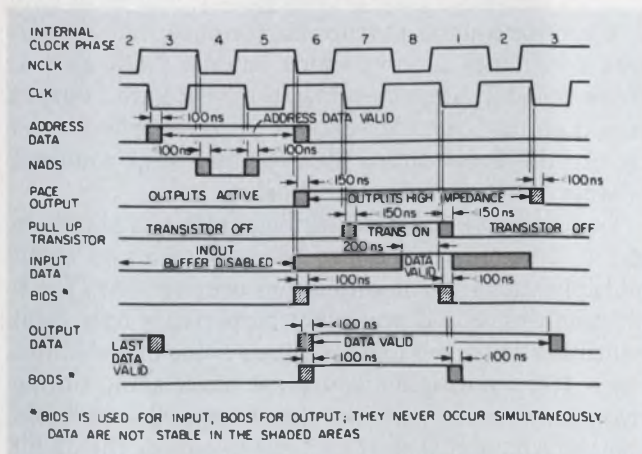 INTERNAL
CLOCK PHASE 2 3 4 5 6 7 8 1 2 3
NCLK
CLK
<100ns ADDRESS DATA VALID
ADDRESS
DATA
100ns 100ns
NADS
150ns <100ns
PACE
OUTPUT OUTPUTS ACTIVE OUTPUTS HIGH IMPEDANCE
<150ns <150ns
PULL UP
TRANSISTOR TRANSISTOR OFF TRANS ON TRANSISTOR OFF
200 ns
INPUT
DATA INOUT
BUFFER DISABLED DATA
VALID
100ns <100ns
BIDS*
<100ns
OUTPUT
DATA LAST
DATA
VALID DATA VALID
100ns <100ns
BODS*
*BIDS IS USED FOR INPUT, BODS FOR OUTPUT; THEY NEVER OCCUR SIMULTANEOUSLY
DATA ARE NOT STABLE IN THE SHADED AREAS